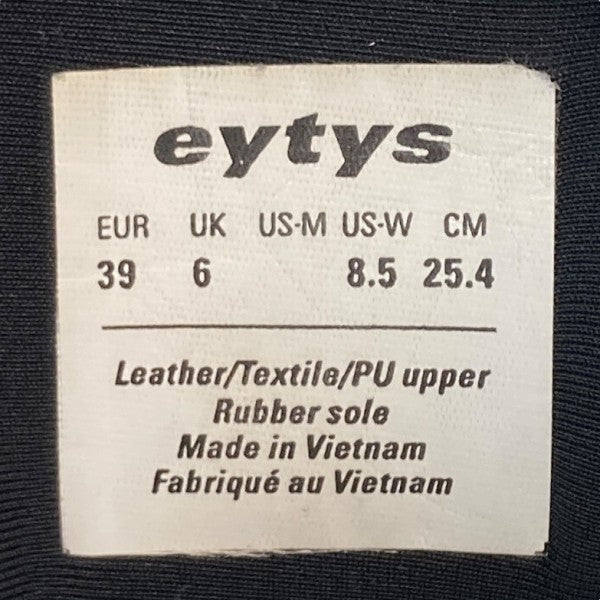 eytys
EUR UK US-M US-W CM
39 6 8.5 25.4
Leather/Textile/PU upper
Rubber sole
Made in Vietnam
Fabriqué au Vietnam